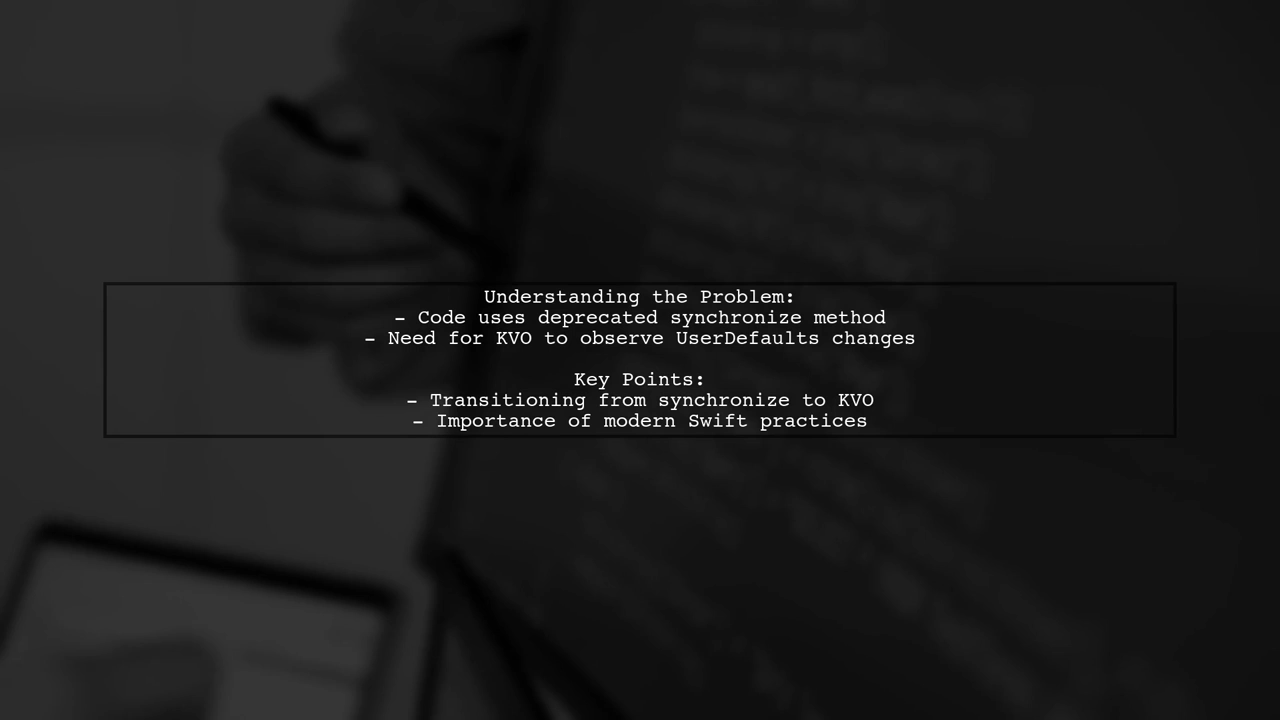 Understanding the Problem:
- Code uses deprecated synchronize method
- Need for KVO to observe UserDefaults changes
Key Points:
- Transitioning from synchronize to KVO
- Importance of modern Swift practices